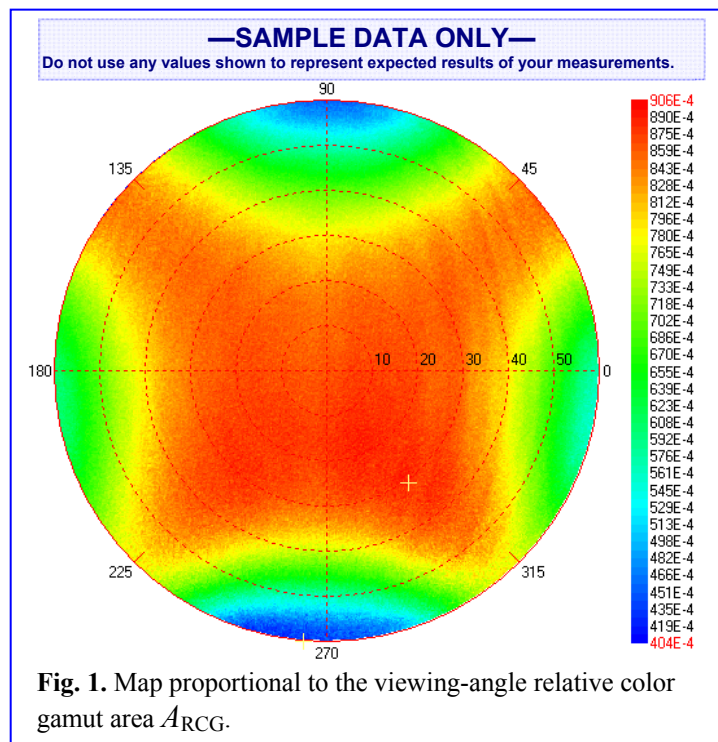 —SAMPLE DATA ONLY—
Do not use any values shown to represent expected results of your measurements.
90
135
45
180
10 20 30 40 50
0
225
315
270
906E-4
890E-4
875E-4
859E-4
843E-4
828E-4
812E-4
796E-4
780E-4
765E-4
749E-4
733E-4
718E-4
702E-4
686E-4
670E-4
655E-4
639E-4
623E-4
608E-4
592E-4
576E-4
561E-4
545E-4
529E-4
513E-4
498E-4
482E-4
466E-4
451E-4
435E-4
419E-4
404E-4
Fig. 1. Map proportional to the viewing-angle relative color
gamut area ARCG.